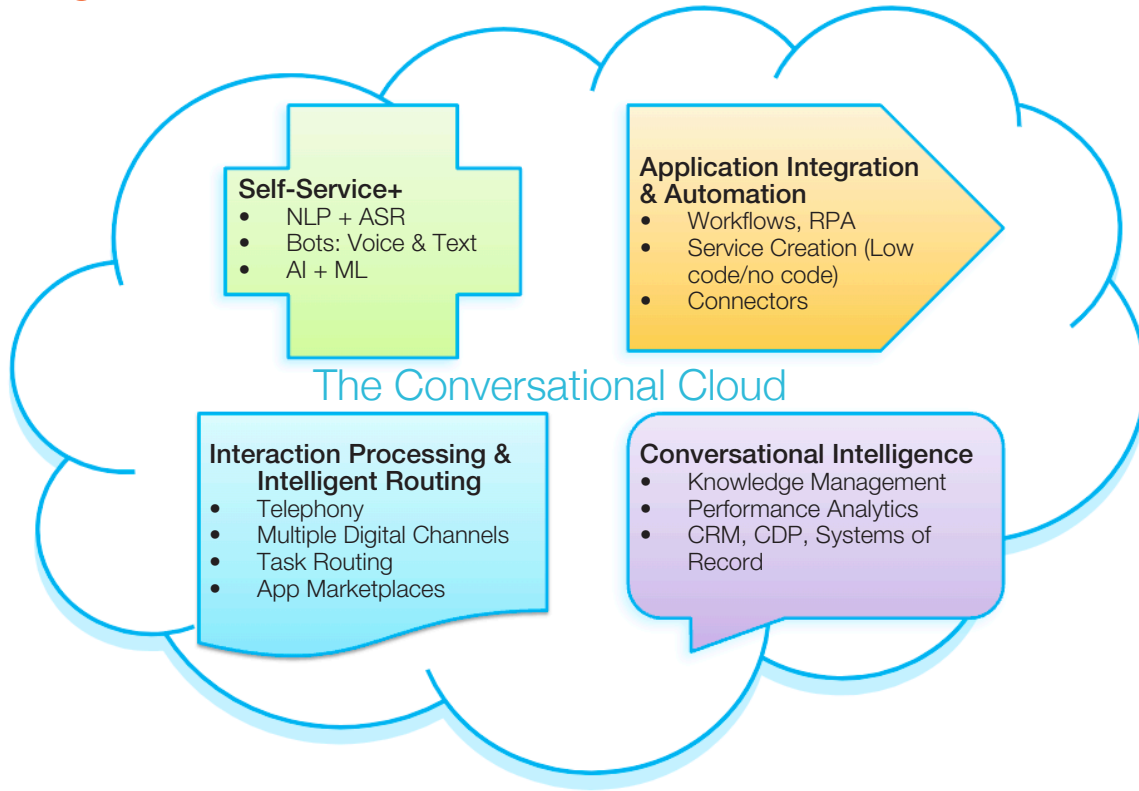 Self-Service+
• NLP + ASR
• Bots: Voice & Text
• AI + ML
Application Integration
& Automation
• Workflows, RPA
• Service Creation (Low
code/no code)
• Connectors
The Conversational Cloud
Interaction Processing &
Intelligent Routing
• Telephony
• Multiple Digital Channels
• Task Routing
• App Marketplaces
Conversational Intelligence
• Knowledge Management
• Performance Analytics
• CRM, CDP, Systems of
Record